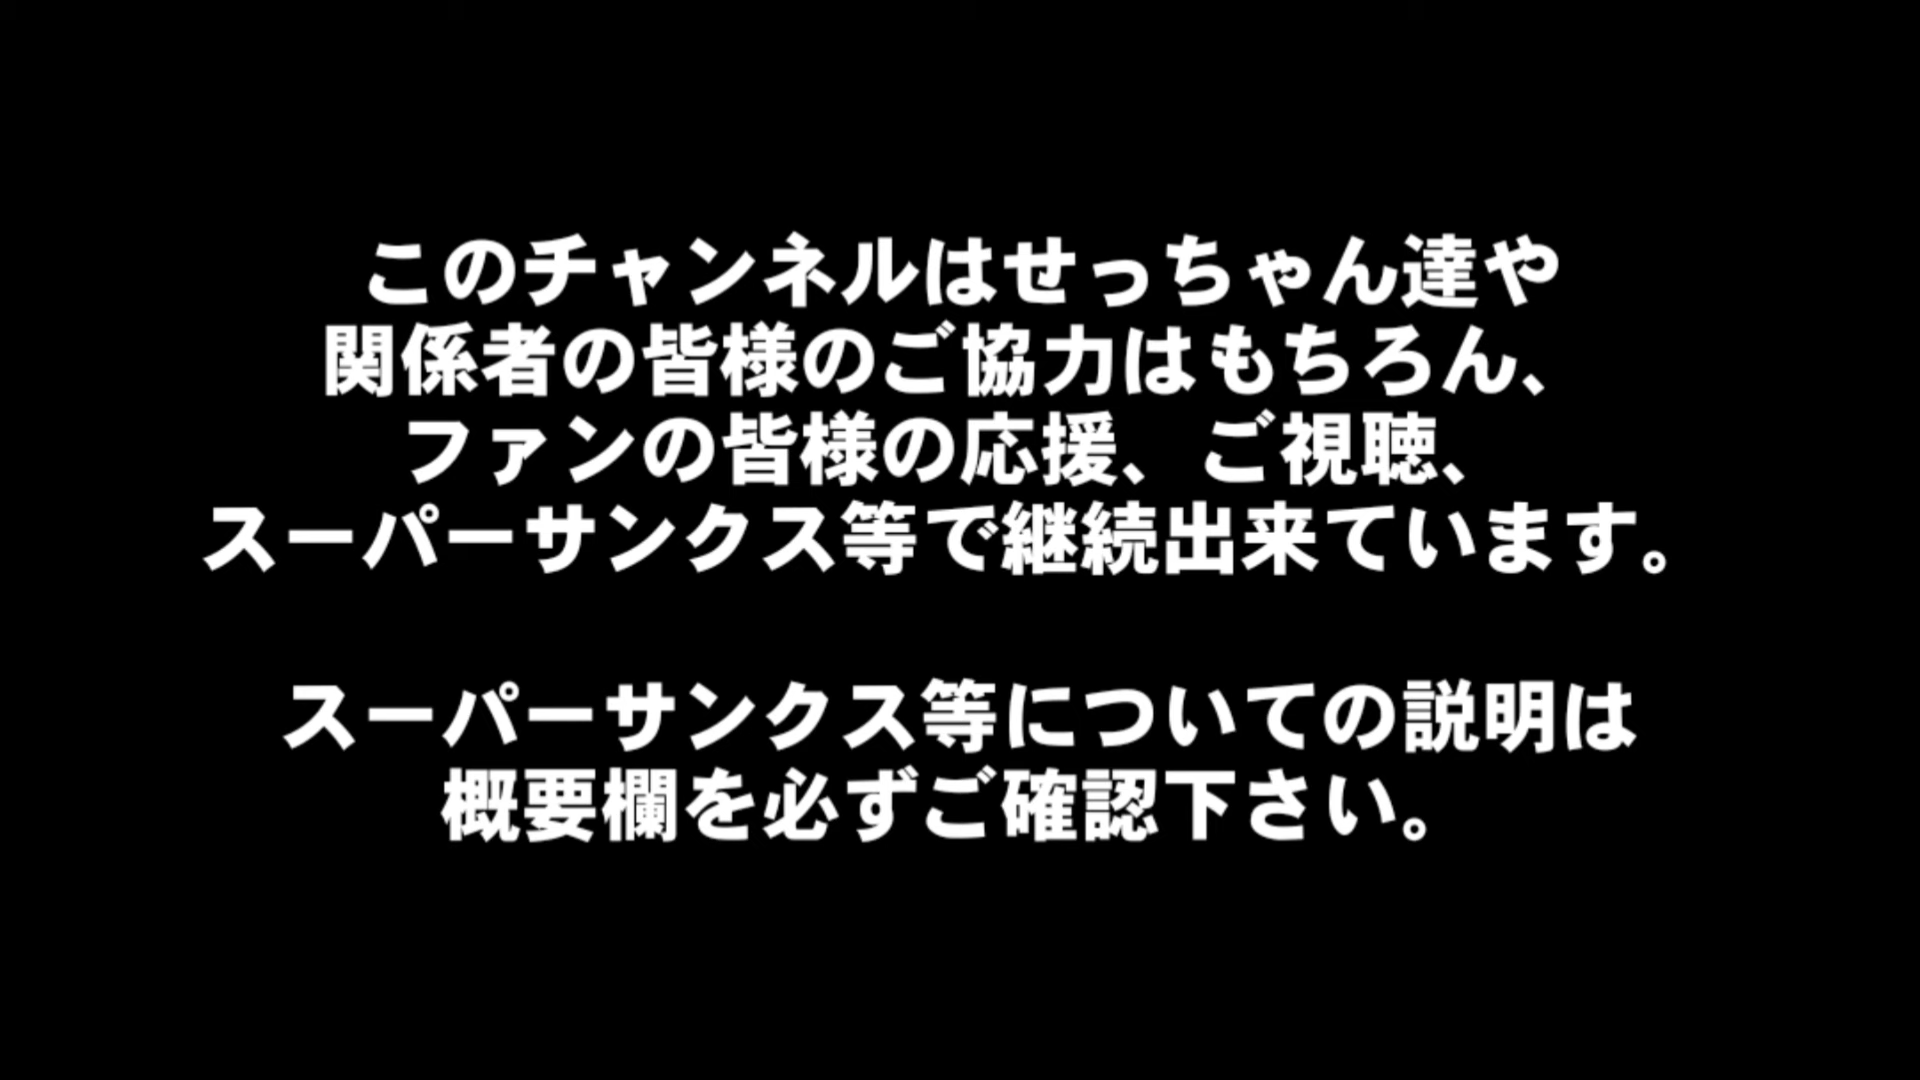 このチャンネルはせっちゃん達や
関係者の皆様のご協力はもちろん、
ファンの皆様の応援、ご視聴、
スーパーサンクス等で継続出来ています。
スーパーサンクス等についての説明は
概要欄を必ずご確認下さい。